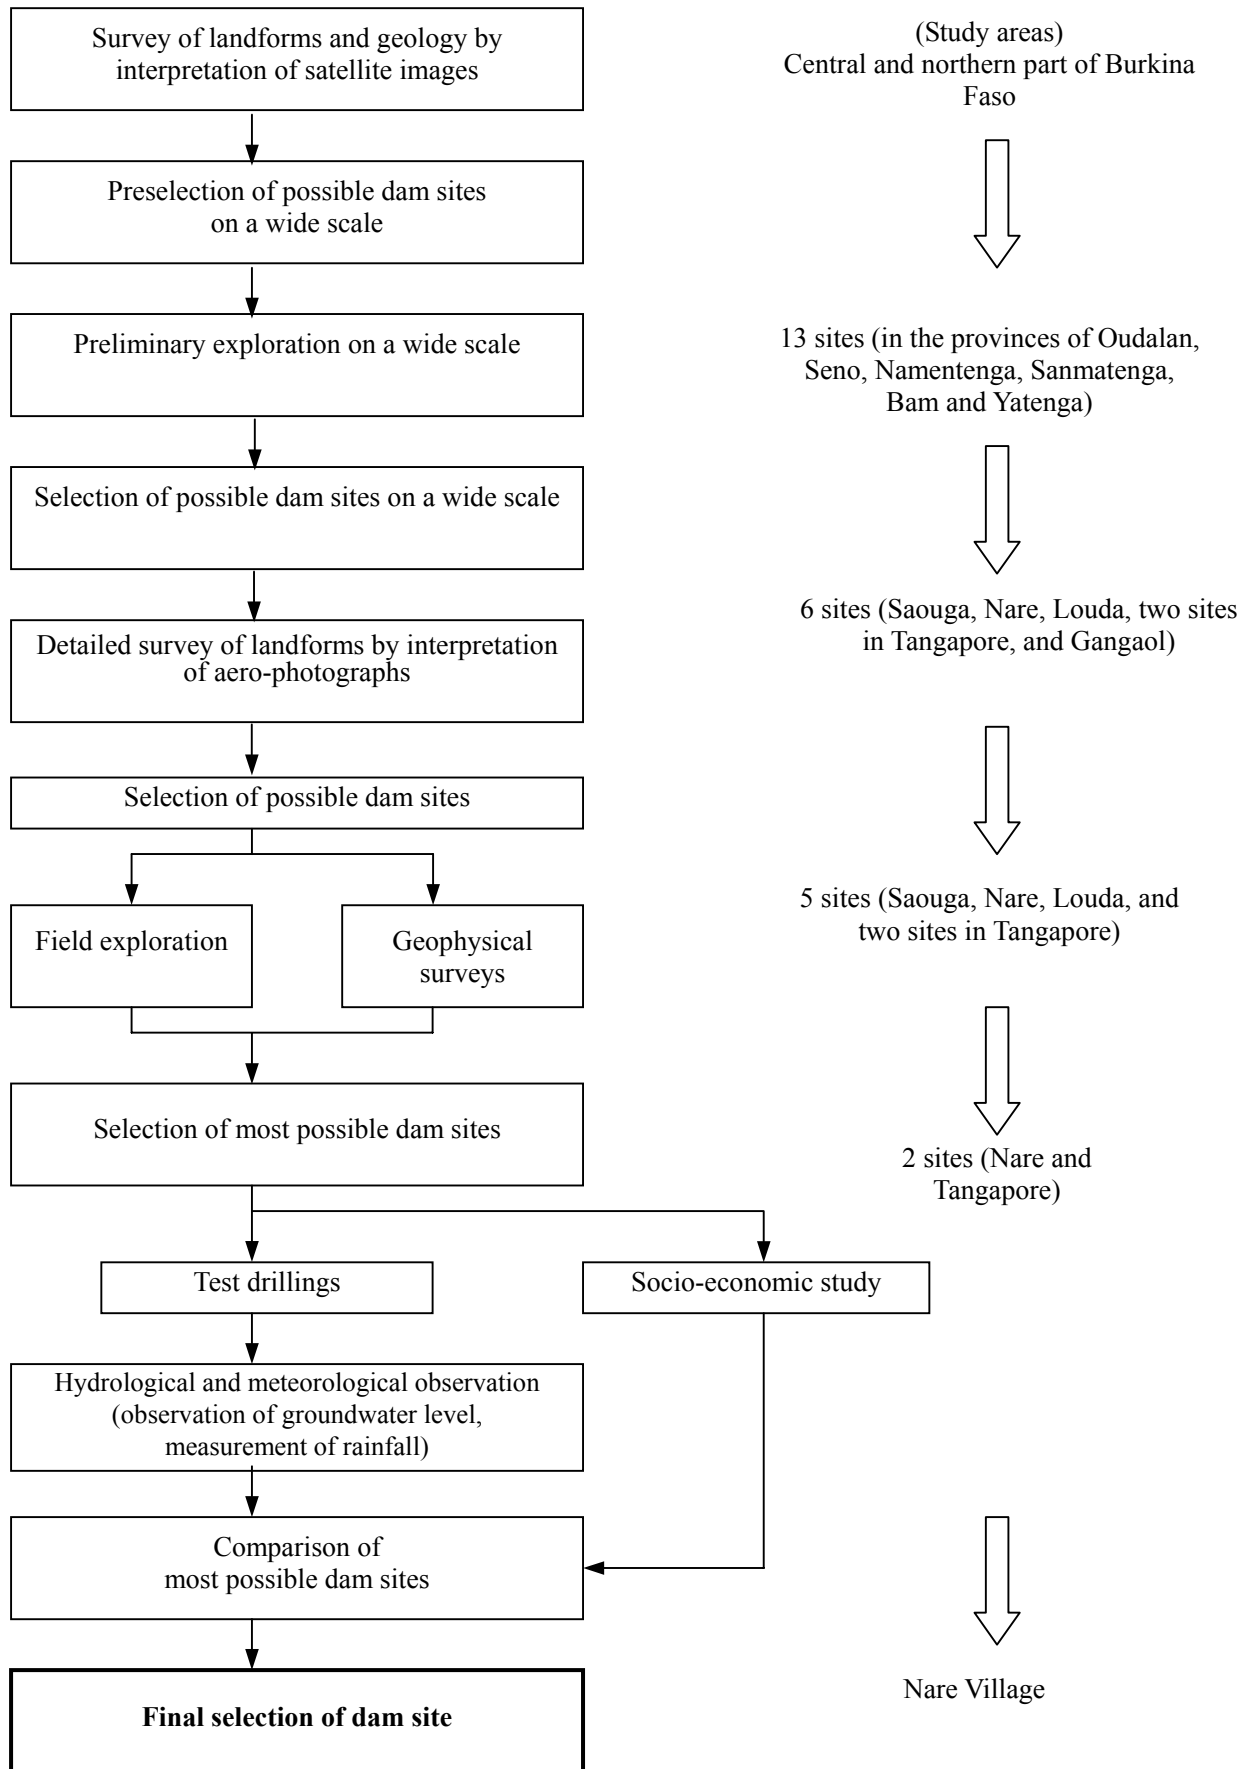 Survey of landforms and geology by
interpretation of satellite images
(Study areas)
Central and northern part of Burkina
Faso
Preselection of possible dam sites
on a wide scale
Preliminary exploration on a wide scale
13 sites (in the provinces of Oudalan,
Seno, Namentenga, Sanmatenga,
Bam and Yatenga)
Selection of possible dam sites on a wide scale
6 sites (Saouga, Nare, Louda, two sites
in Tangapore, and Gangaol)
Detailed survey of landforms by interpretation
of aero-photographs
Selection of possible dam sites
5 sites (Saouga, Nare, Louda, and
two sites in Tangapore)
Field exploration
Geophysical
surveys
Selection of most possible dam sites
2 sites (Nare and
Tangapore)
Test drillings
Socio-economic study
Hydrological and meteorological observation
(observation of groundwater level,
measurement of rainfall)
Comparison of
most possible dam sites
Nare Village
Final selection of dam site